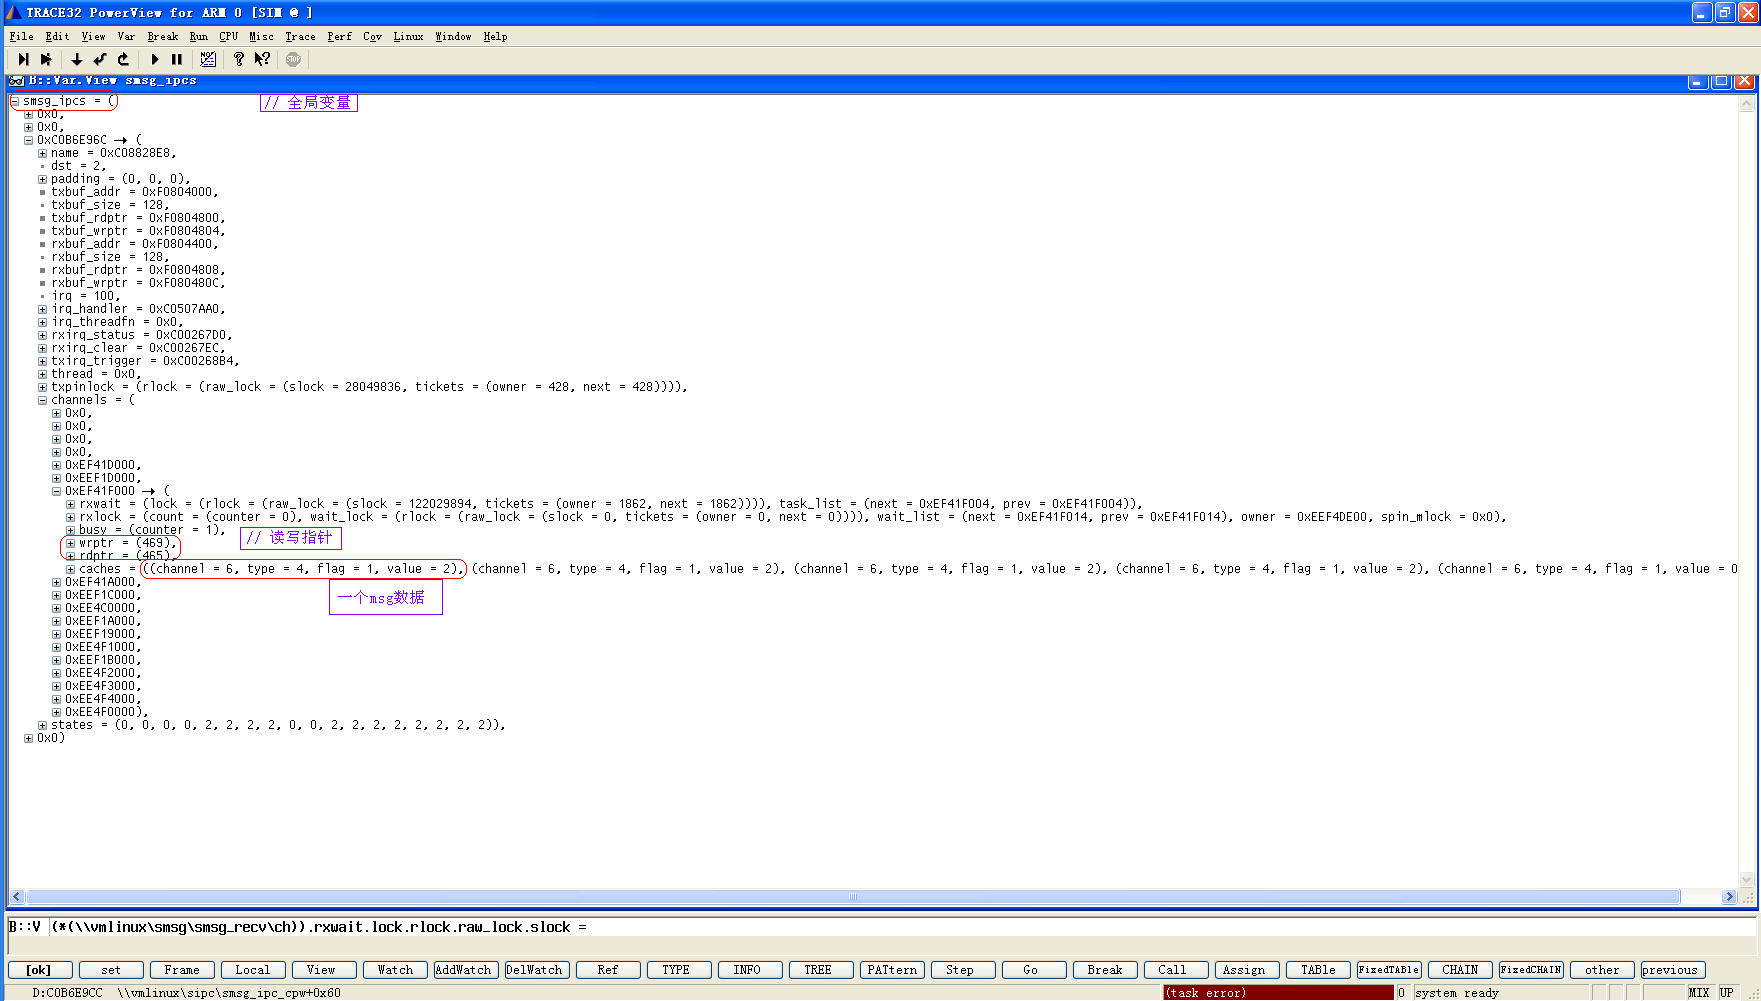 TRACE32 PowerView for ARM 0 [SIM @ ]
File Edit View Var Break Run CPU Misc Trace Perf Cov Linux Window Help
B::Var.View smsg_ipcs
smsg_ipcs = ( // 全局变量
0x0,
0x0,
0xC0B6E96C → (
name = 0xC08828E8,
dst = 2,
padding = (0, 0, 0),
txbuf_addr = 0xF0804000,
txbuf_size = 128,
txbuf_rdptr = 0xF0804800,
txbuf_wrptr = 0xF0804804,
rxbuf_addr = 0xF0804400,
rxbuf_size = 128,
rxbuf_rdptr = 0xF0804808,
rxbuf_wrptr = 0xF080480C,
irq = 100,
irq_handler = 0xC0507AA0,
irq_threadfn = 0x0,
rxirq_status = 0xC00267D0,
rxirq_clear = 0xC00267EC,
txirq_trigger = 0xC00268B4,
thread = 0x0,
txpinlock = (rlock = (raw_lock = (slock = 28049836, tickets = (owner = 428, next = 428)))),
channels = (
0x0,
0x0,
0x0,
0x0,
0xEF41D000,
0xEEF1D000,
0xEF41F000 → (
rxwait = (lock = (rlock = (raw_lock = (slock = 122029894, tickets = (owner = 1862, next = 1862)))), task_list = (next = 0xEF41F004, prev = 0xEF41F004)),
rxlock = (count = (counter = 0), wait_lock = (rlock = (raw_lock = (slock = 0, tickets = (owner = 0, next = 0)))), wait_list = (next = 0xEF41F014, prev = 0xEF41F014), owner = 0xEEF4DE00, spin_mlock = 0x0),
busy = (counter = 1), // 读写指针
wrptr = (469),
rdptr = (465),
caches = ((channel = 6, type = 4, flag = 1, value = 2), (channel = 6, type = 4, flag = 1, value = 2), (channel = 6, type = 4, flag = 1, value = 2), (channel = 6, type = 4, flag = 1, value = 2), (channel = 6, type = 4, flag = 1, value = 0
0xEF41A000,
一个msg数据
0xEEF1C000,
0xEE4C0000,
0xEEF1A000,
0xEEF19000,
0xEE4F1000,
0xEEF1B000,
0xEE4F2000,
0xEE4F3000,
0xEE4F4000,
0xEE4F0000),
states = (0, 0, 0, 0, 2, 2, 2, 2, 0, 0, 2, 2, 2, 2, 2, 2, 2, 2)),
0x0)
B::V (*(\\vmlinux\smsg\smsg_recv\ch)).rxwait.lock.rlock.raw_lock.slock =
[ok] set Frame Local View Watch AddWatch DelWatch Ref TYPE INFO TREE PATtern Step Go Break Call Assign TABle FixedTABle CHAIN FixedCHAIN other previous
D:C0B6E9CC \\vmlinux\sipc\smsg_ipc_cpw+0x60 (task error) 0 system ready MIX UP